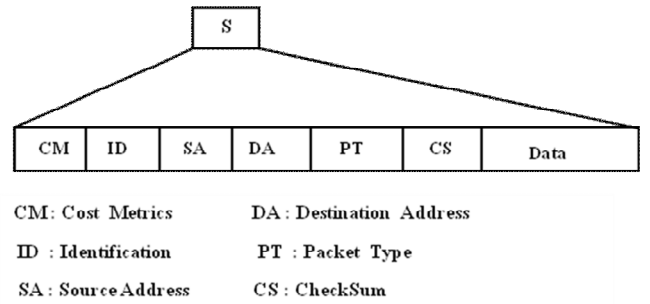 S
CM ID SA DA PT CS Data
CM: Cost Metrics DA : Destination Address
ID : Identification PT : Packet Type
SA : Source Address CS : CheckSum